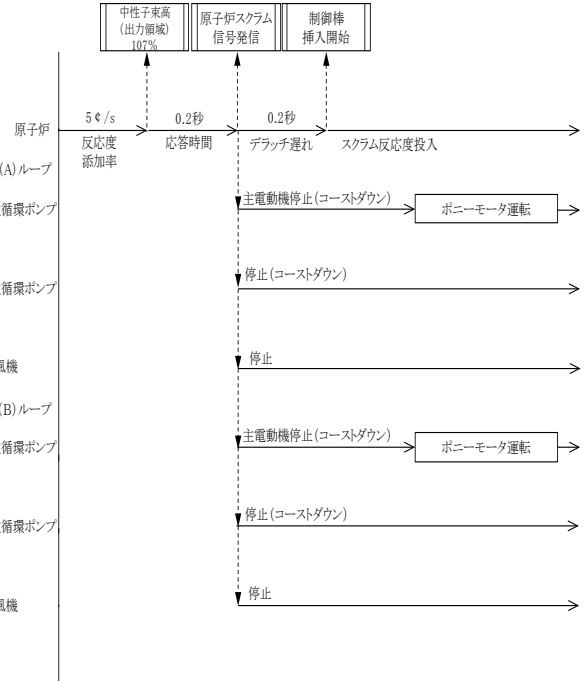 中性子束高
(出力領域)
107%
原子炉スクラム
信号発信
制御棒
挿入開始
原子炉
5¢/s
0.2秒
0.2秒
反応度
添加率
応答時間
デラッチ遅れ
スクラム反応度投入
(A)ループ
循環ポンプ
主電動機停止(コーストダウン)
ポニーモータ運転
循環ポンプ
停止(コーストダウン)
風機
停止
(B)ループ
循環ポンプ
主電動機停止(コーストダウン)
ポニーモータ運転
循環ポンプ
停止(コーストダウン)
風機
停止